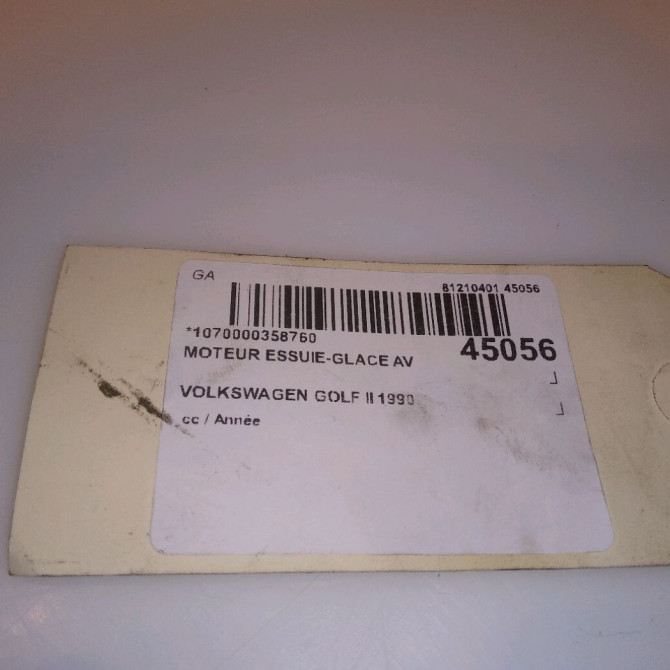 GA
81210401 45056
*1070000358760
45056
MOTEUR ESSUIE-GLACE AV
VOLKSWAGEN GOLF II 1990
cc / Année